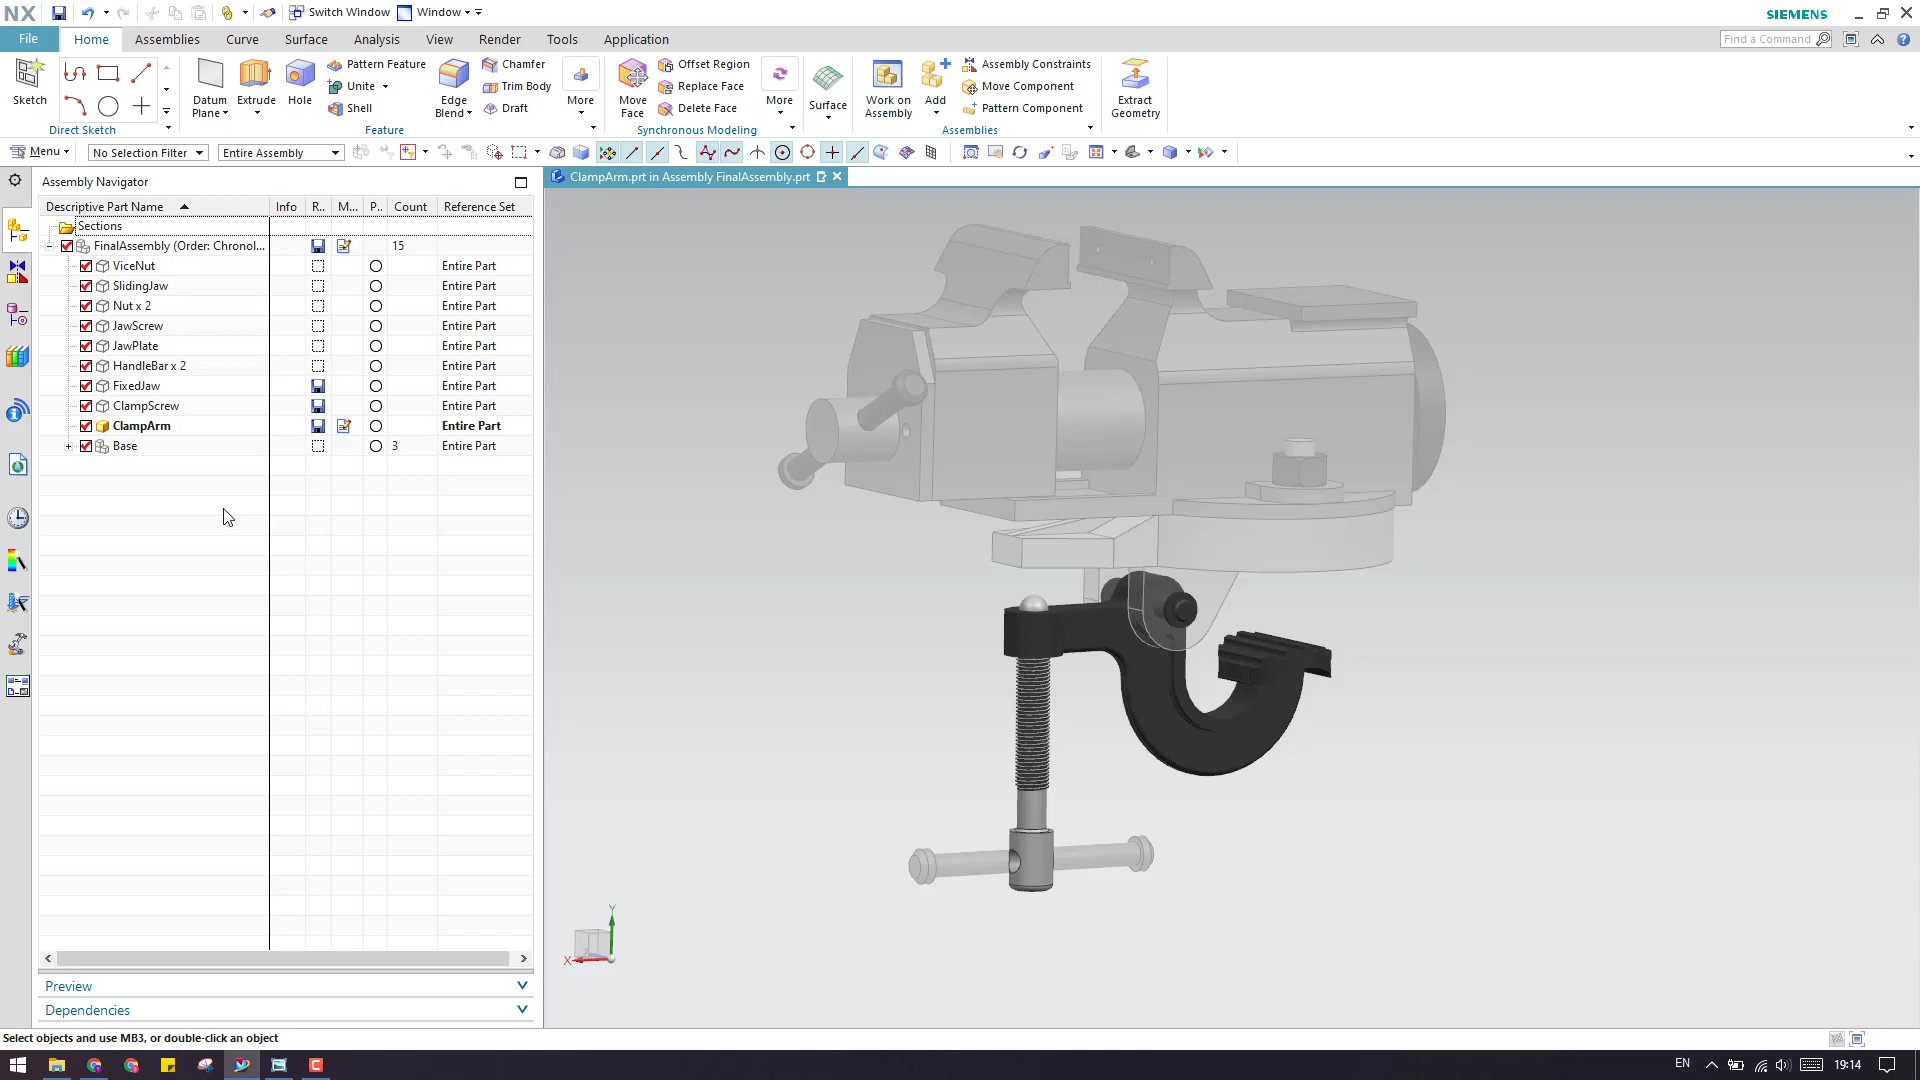 NX
Switch Window
Window
SIEMENS
File
Home
Assemblies
Curve
Surface
Analysis
View
Render
Tools
Application
Find a Command
Sketch
Direct Sketch
Datum Plane
Extrude
Hole
Pattern Feature
Unite
Shell
Edge Blend
Chamfer
Trim Body
Draft
More
Feature
Move Face
Offset Region
Replace Face
Delete Face
More
Synchronous Modeling
Surface
Work on Assembly
Add
Assembly Constraints
Move Component
Pattern Component
Assemblies
Extract Geometry
Menu
No Selection Filter
Entire Assembly
Assembly Navigator
ClampArm.prt in Assembly FinalAssembly.prt
Descriptive Part Name Info R.. M... P.. Count Reference Set
Sections
FinalAssembly (Order: Chronol... 15
ViceNut Entire Part
SlidingJaw Entire Part
Nut x 2 Entire Part
JawScrew Entire Part
JawPlate Entire Part
HandleBar x 2 Entire Part
FixedJaw Entire Part
ClampScrew Entire Part
ClampArm Entire Part
Base 3 Entire Part
Y
X
Preview
Dependencies
Select objects and use MB3, or double-click an object
EN
19:14